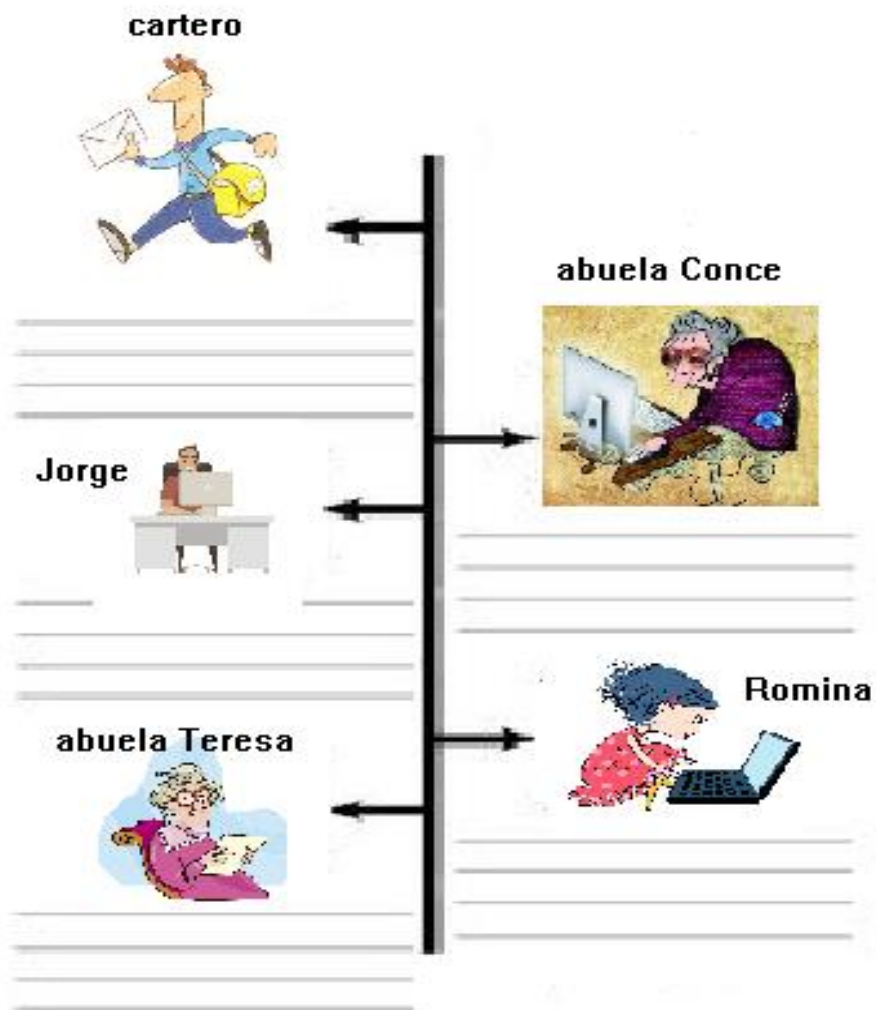 cartero
abuela Conce
Jorge
Romina
abuela Teresa